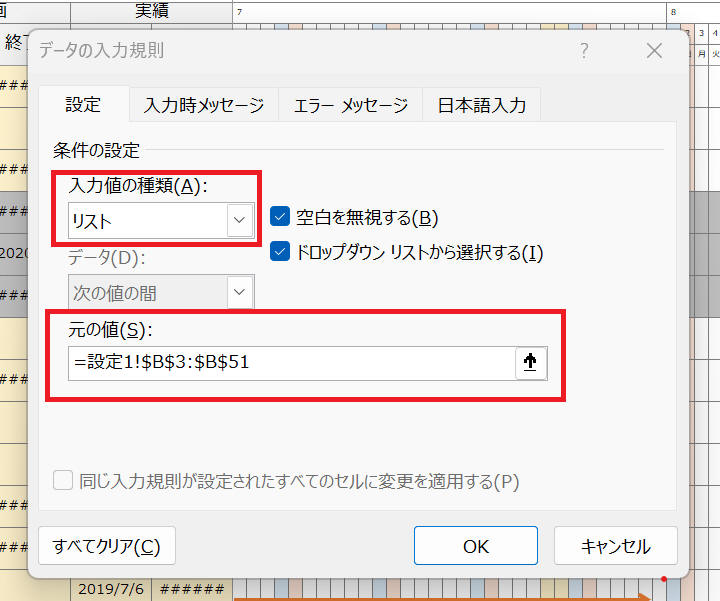 画 実績 7 8
終了 3 4
月 火
データの入力規則 ?
設定 入力時メッセージ エラー メッセージ 日本語入力
条件の設定
入力値の種類(A):
リスト
空白を無視する(B)
ドロップダウン リストから選択する(I)
データ(D):
次の値の間
元の値(S):
=設定1!$B$3:$B$51
同じ入力規則が設定されたすべてのセルに変更を適用する(P)
すべてクリア(C) OK キャンセル
2019/7/6 ######